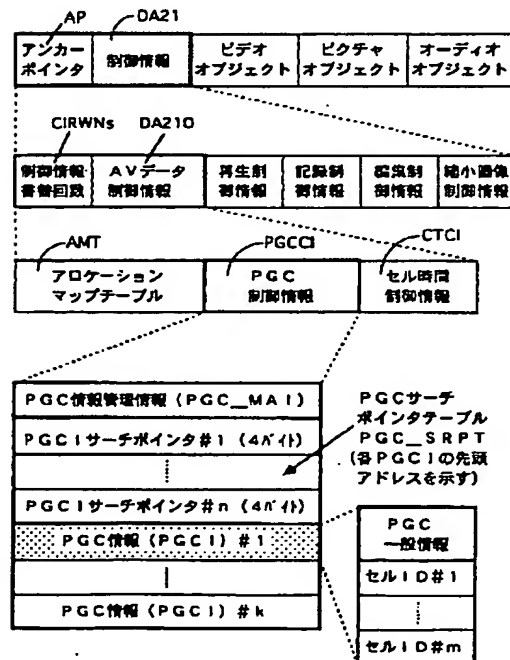 AP
DA21
アンカー
ポインタ
制御情報
ビデオ
オブジェクト
ピクチャ
オブジェクト
オーディオ
オブジェクト
CIRWNs
DA210
制御情報
書替回数
AVデータ
制御情報
再生制
御情報
記録制
御情報
編集制
御情報
縮小画像
制御情報
AMT
PGCCI
CTCI
アロケーション
マップテーブル
PGC
制御情報
セル時間
制御情報
PGC情報管理情報(PGC_MAI)
PGCIサーチポインタ#1(4バイト)
PGCIサーチポインタ#n(4バイト)
PGC情報(PGCI)#1
PGC情報(PGCI)#k
PGCサーチ
ポインタテーブル
PGC_SRPT
(各PGCIの先頭
アドレスを示す)
PGC
一般情報
セルID#1
セルID#m